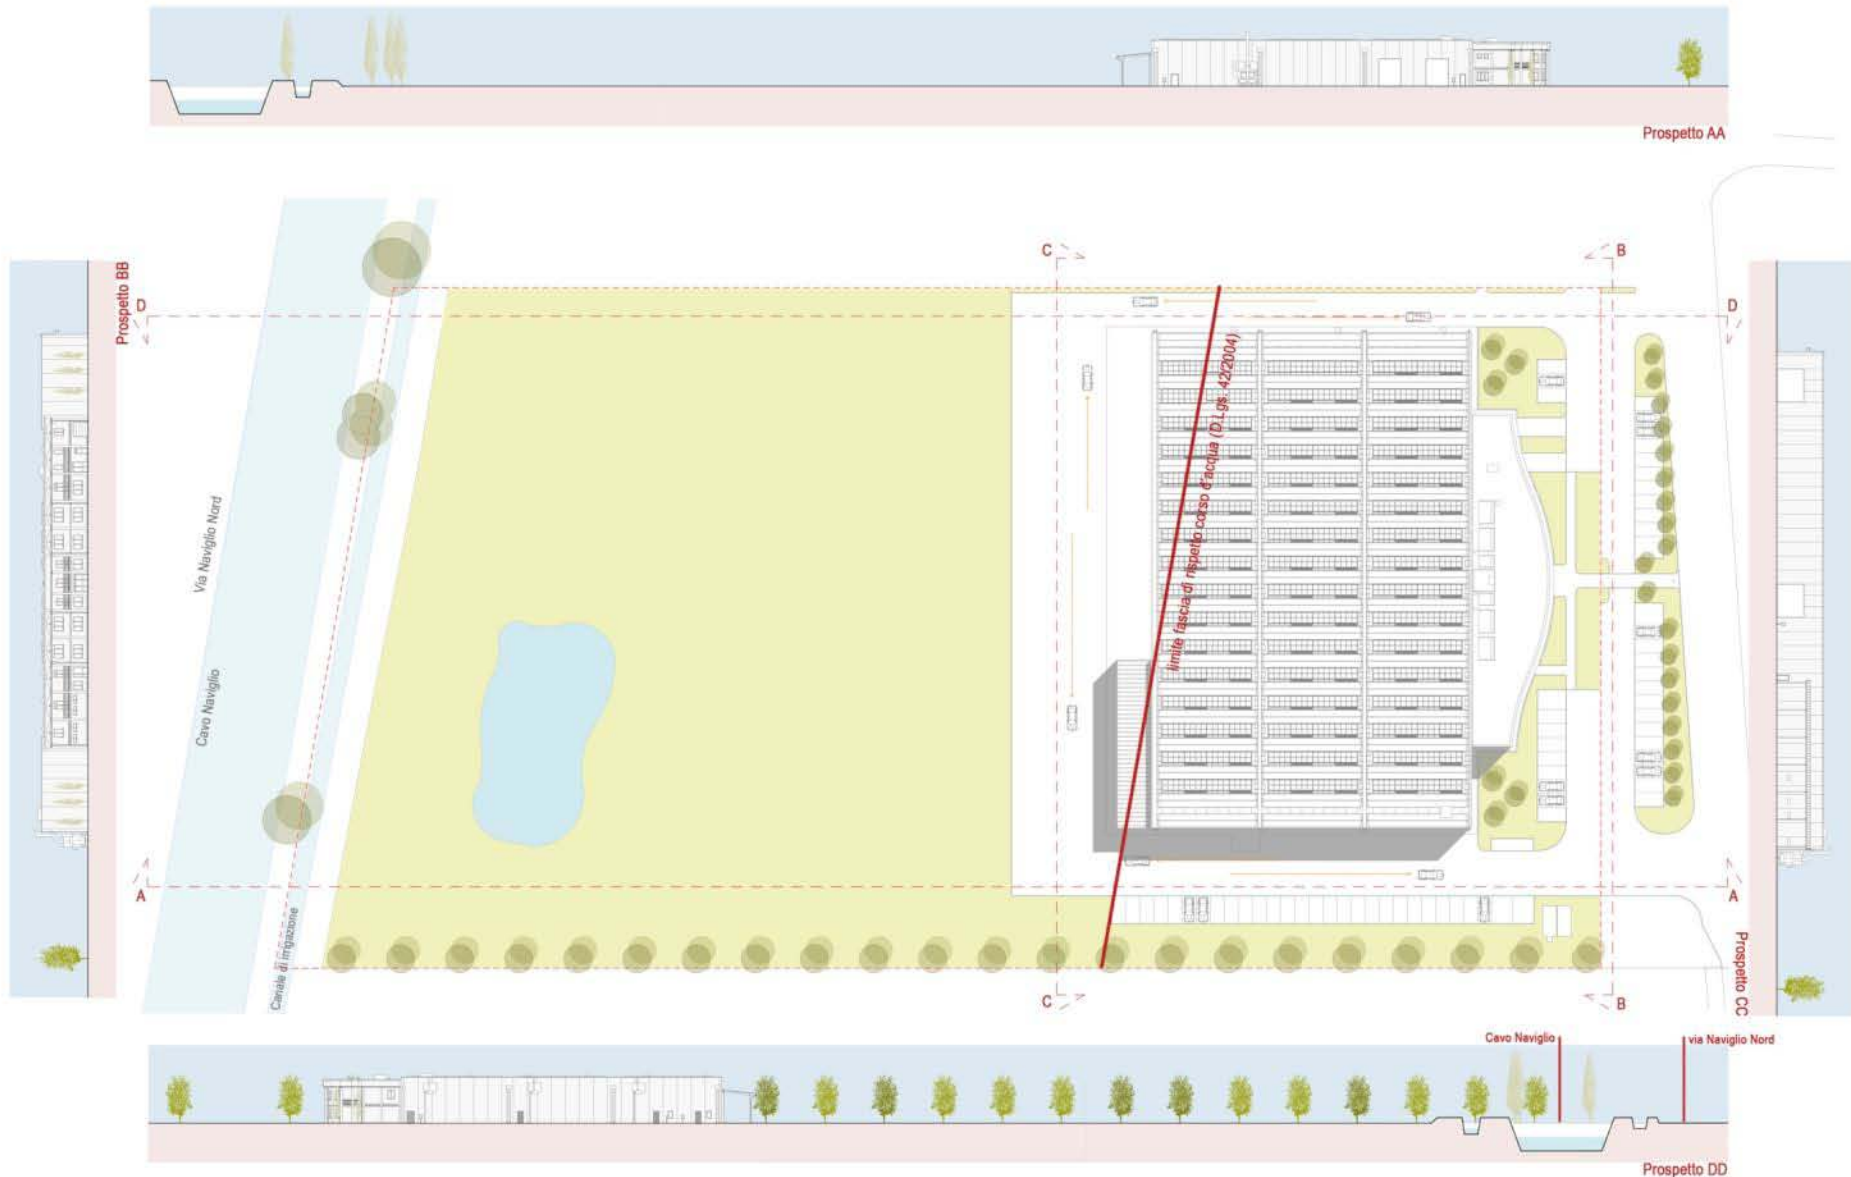 Prospetto AA
Prospetto BB
C
B
D
D
limite fascia di rispetto corso d'acqua (D.Lgs. 42/2004)
Via Naviglio Nord
Cavo Naviglio
Canale di irrigazione
A
A
C
B
Prospetto CC
Cavo Naviglio
via Naviglio Nord
Prospetto DD